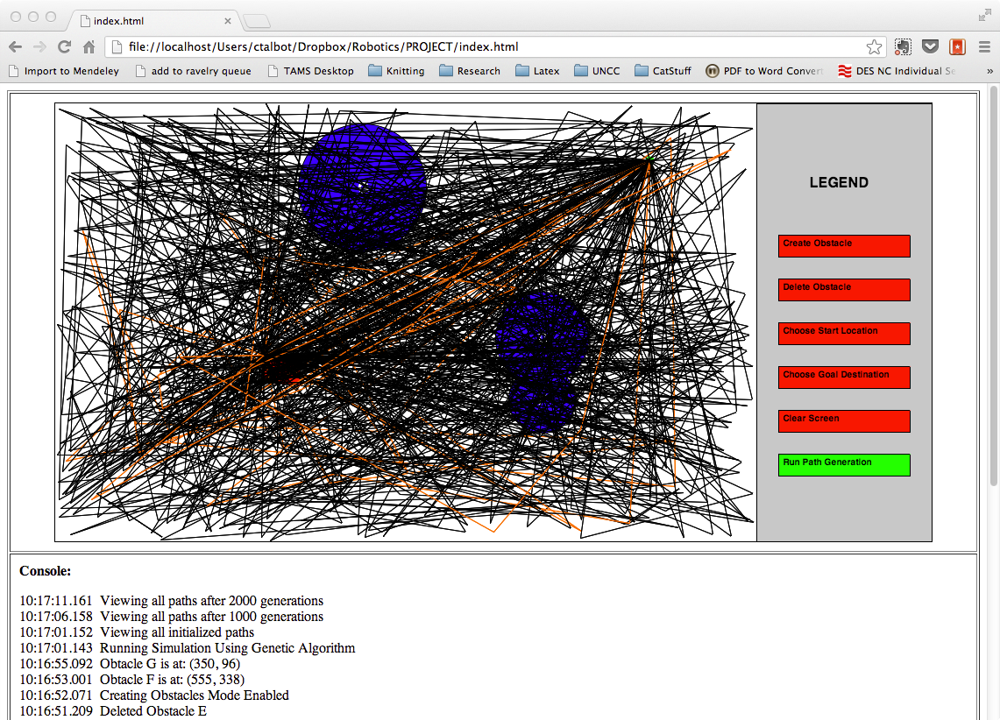 index.html
file://localhost/Users/ctalbot/Dropbox/Robotics/PROJECT/index.html
Import to Mendeley add to ravelry queue TAMS Desktop Knitting Research Latex UNCC CatStuff PDF to Word Convert DES NC Individual Se »
LEGEND
Create Obstacle
Delete Obstacle
Choose Start Location
Choose Goal Destination
Clear Screen
Run Path Generation
Console:
10:17:11.161 Viewing all paths after 2000 generations
10:17:06.158 Viewing all paths after 1000 generations
10:17:01.152 Viewing all initialized paths
10:17:01.143 Running Simulation Using Genetic Algorithm
10:16:55.092 Obtacle G is at: (350, 96)
10:16:53.001 Obtacle F is at: (555, 338)
10:16:52.071 Creating Obstacles Mode Enabled
10:16:51.209 Deleted Obstacle E